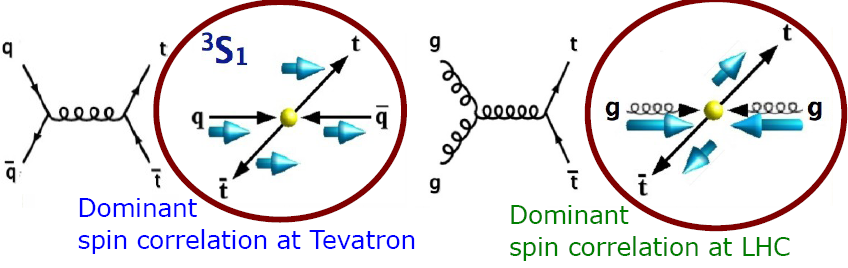 q
t
q̄
t̄
³S₁
t
q
q̄
t̄
Dominant
spin correlation at Tevatron
g
t
g
t̄
t
g
g
t̄
Dominant
spin correlation at LHC